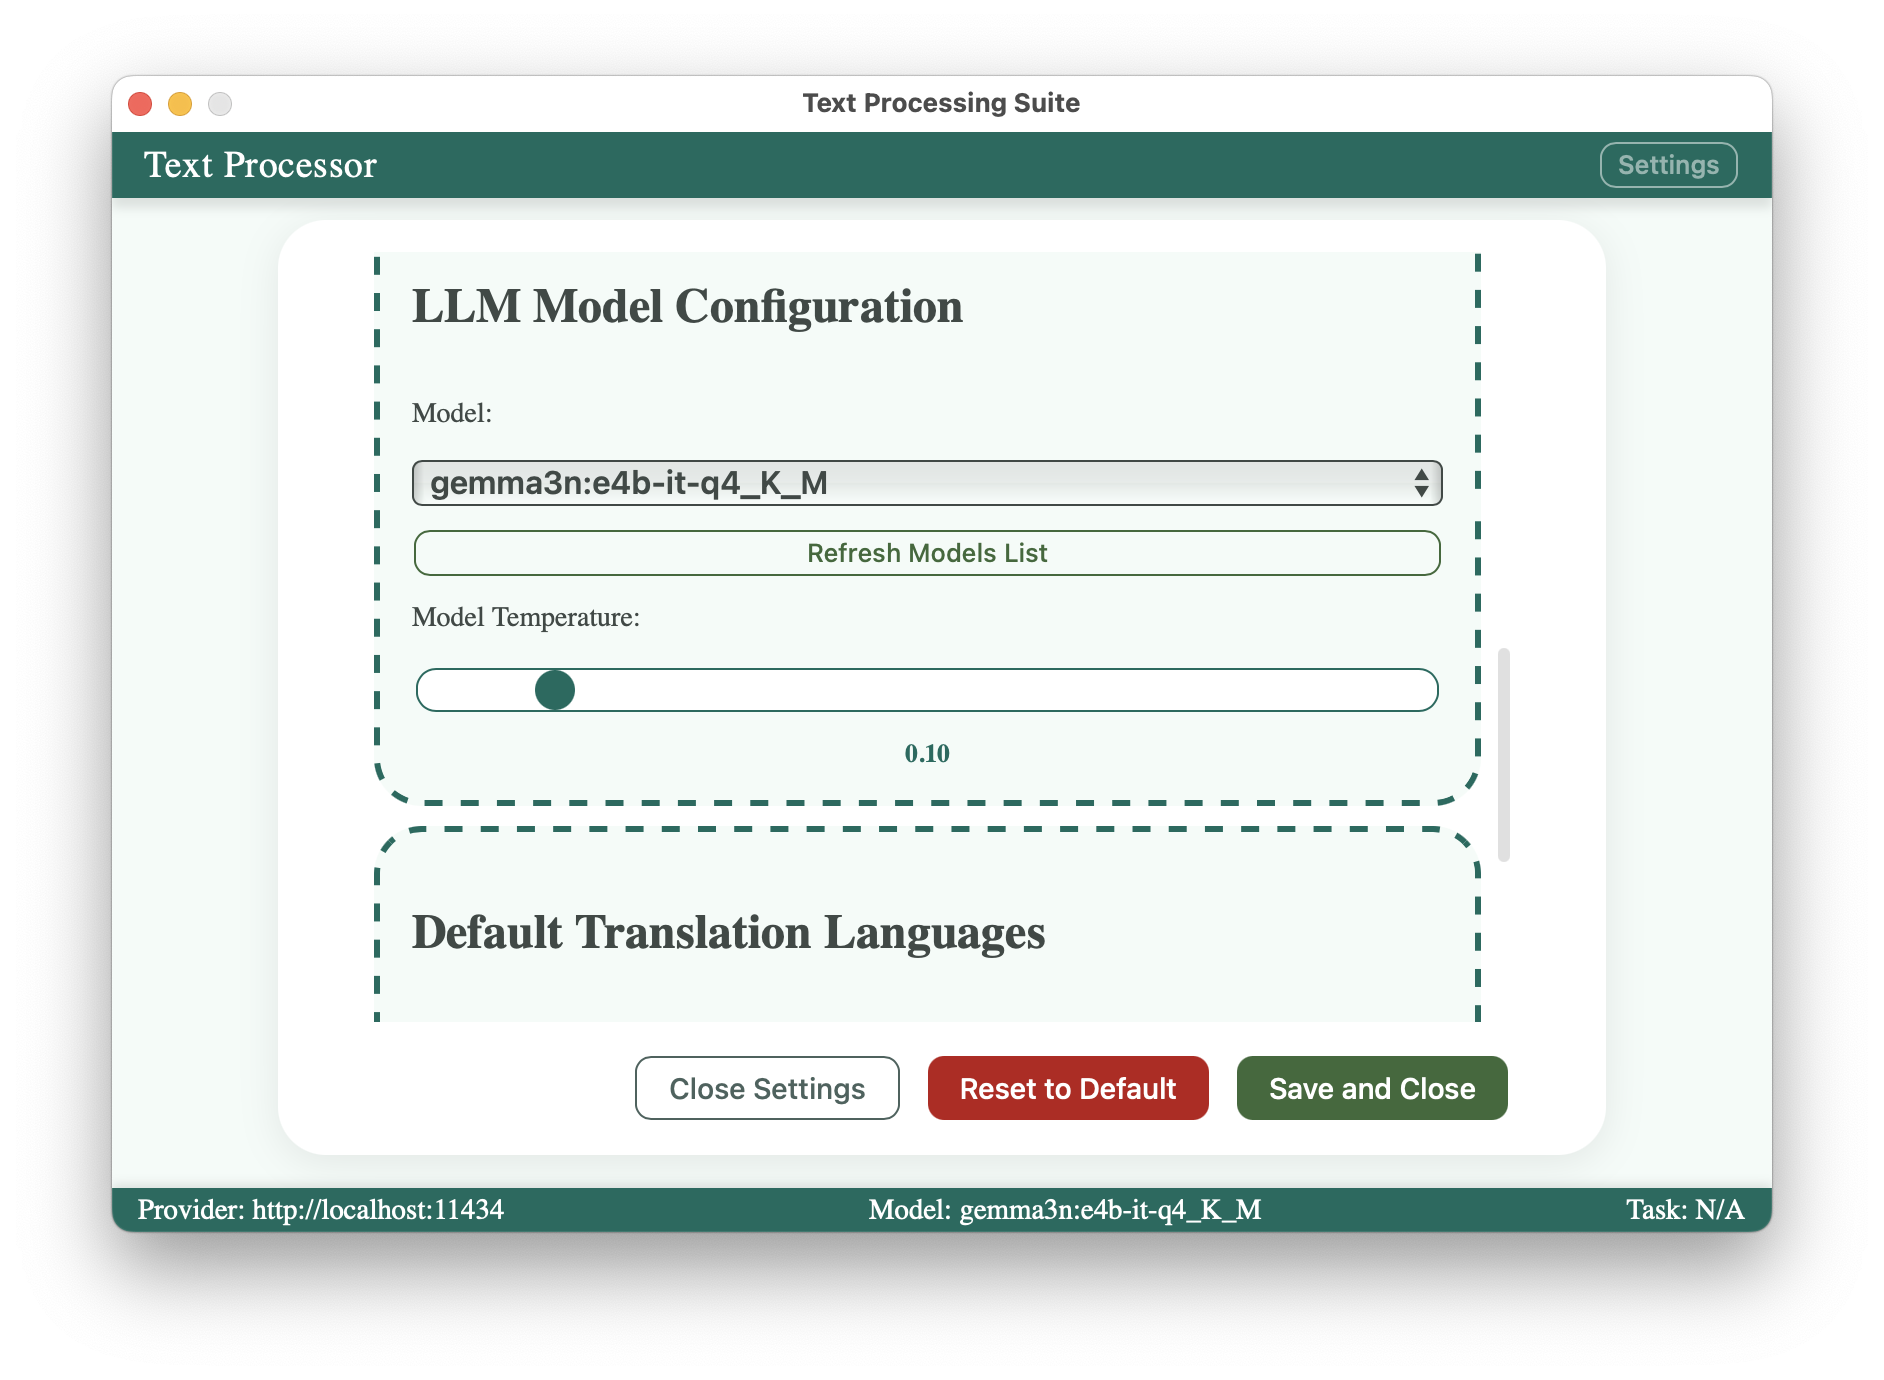 Text Processing Suite
Text Processor
Settings
LLM Model Configuration
Model:
gemma3n:e4b-it-q4_K_M
Refresh Models List
Model Temperature:
0.10
Default Translation Languages
Close Settings
Reset to Default
Save and Close
Provider: http://localhost:11434
Model: gemma3n:e4b-it-q4_K_M
Task: N/A